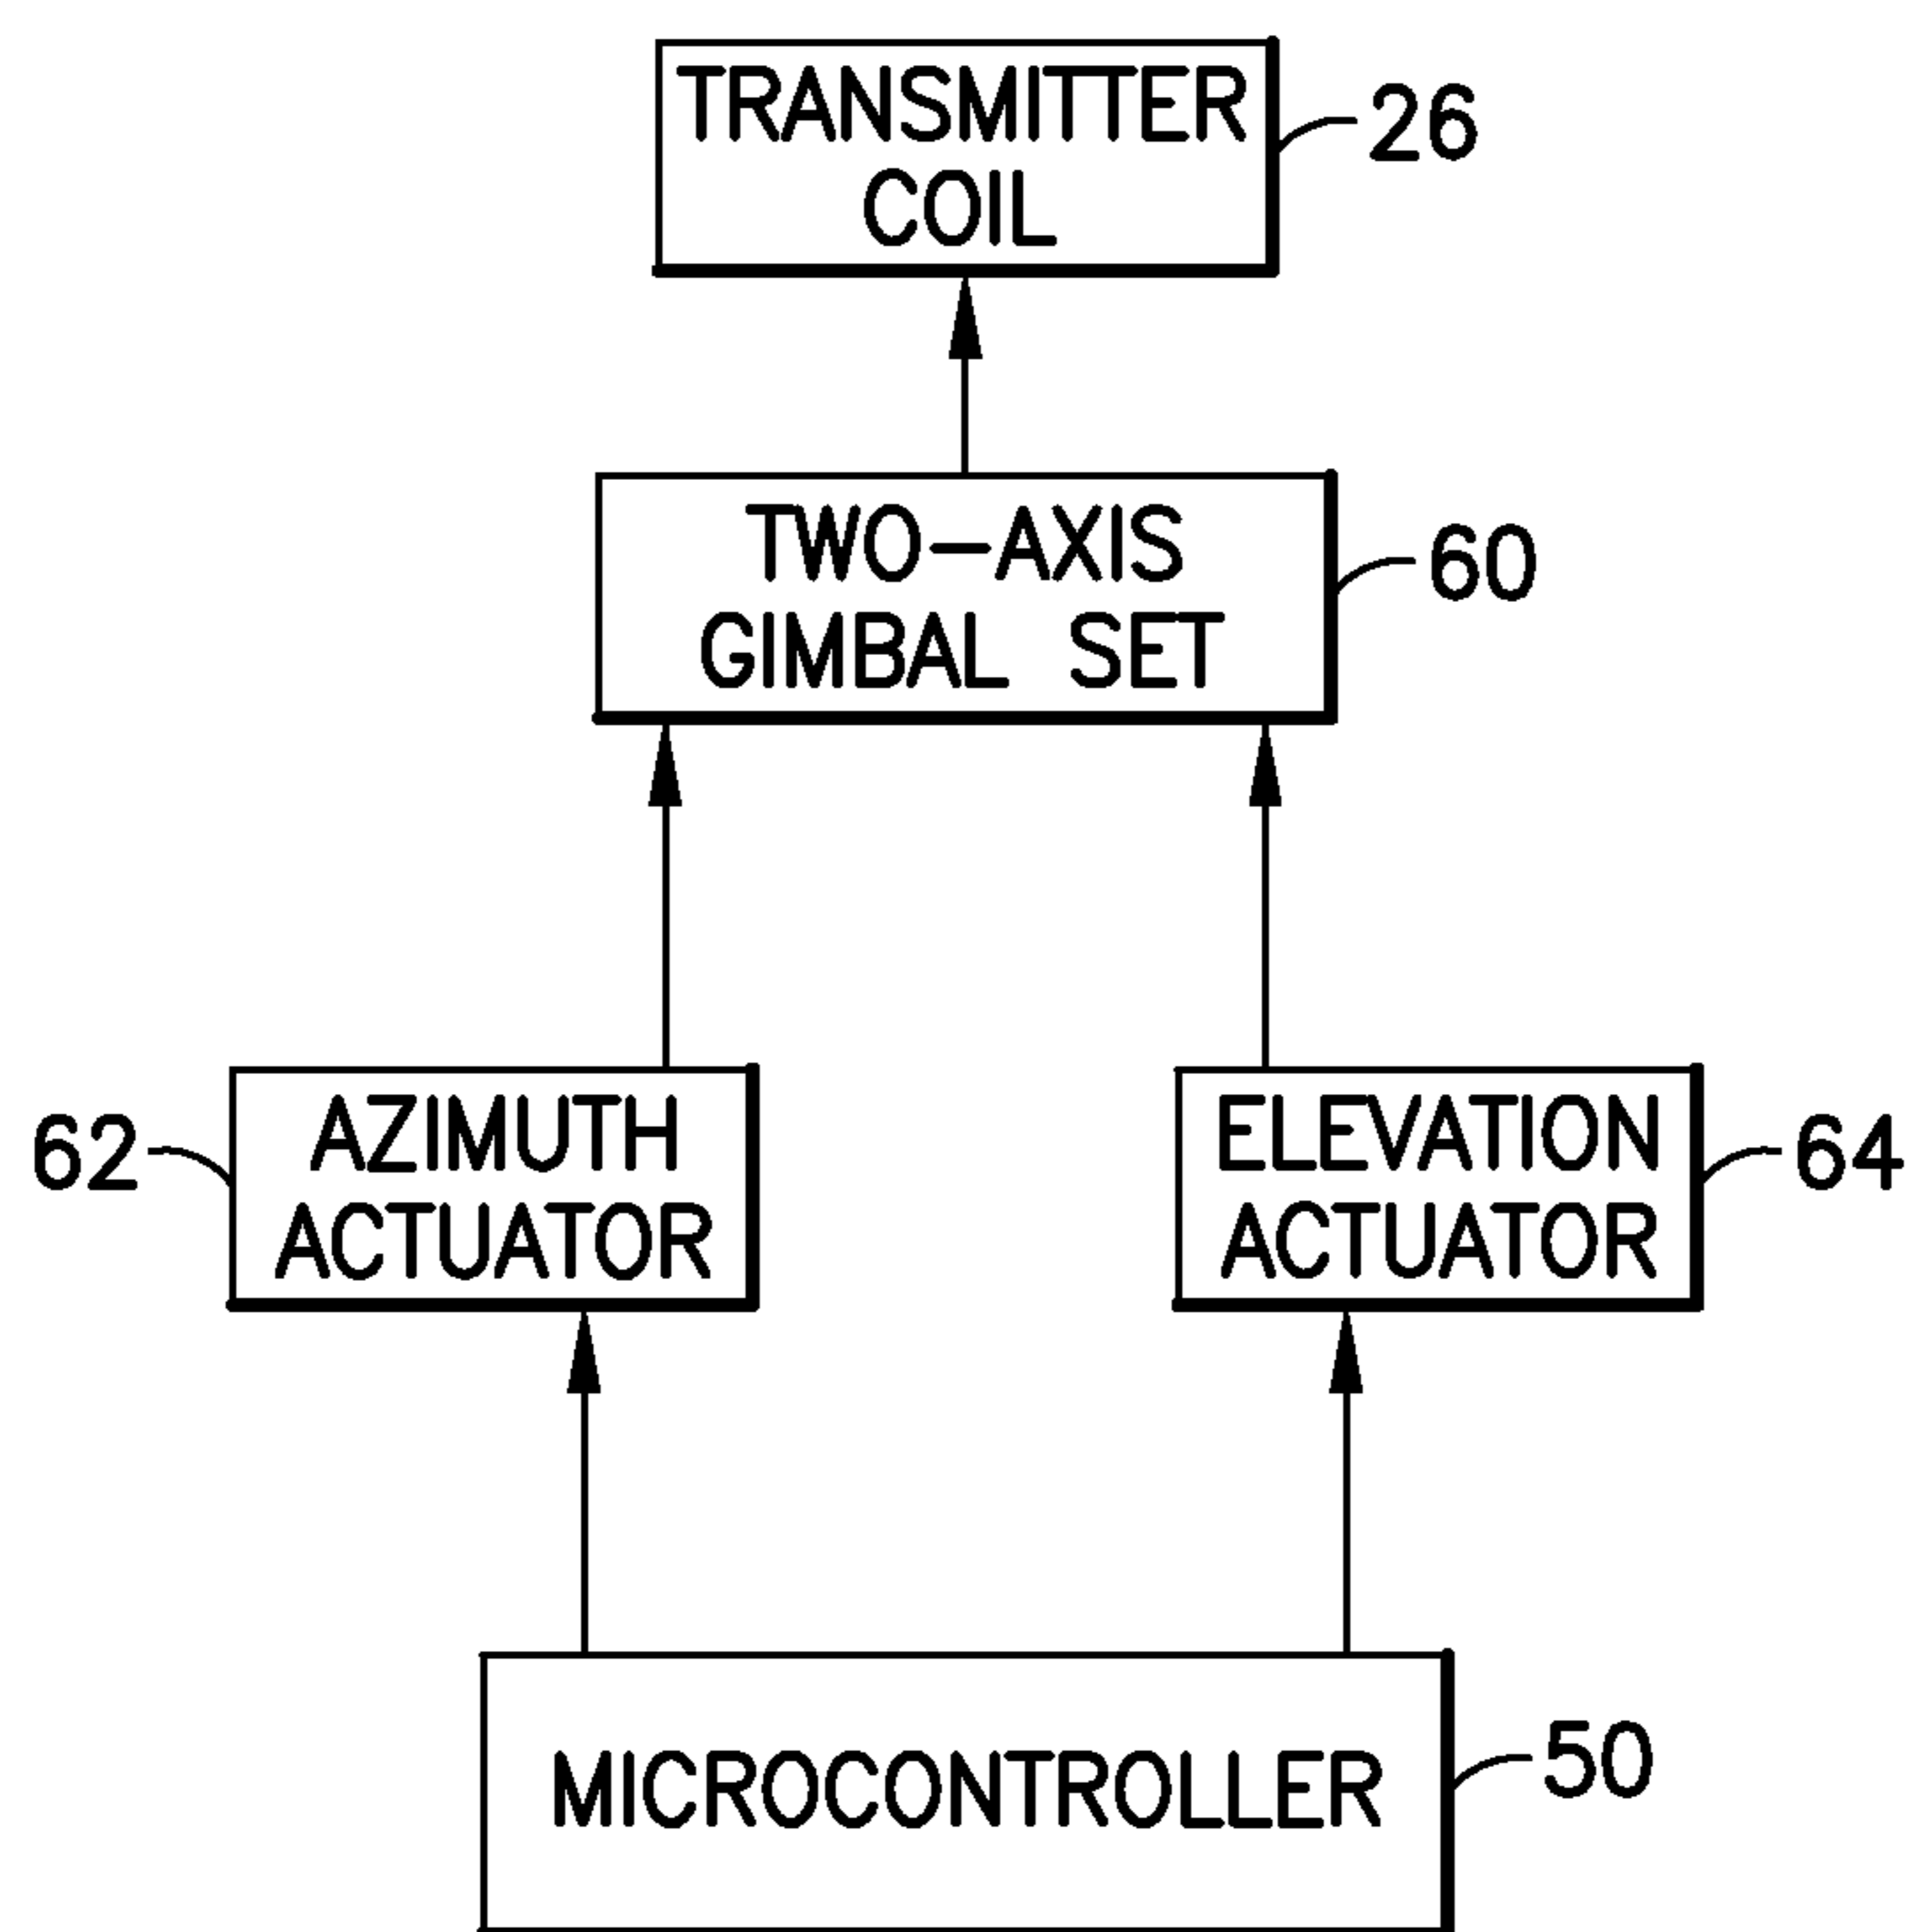 TRANSMITTER
COIL
26
TWO-AXIS
GIMBAL SET
60
62
AZIMUTH
ACTUATOR
ELEVATION
ACTUATOR
64
MICROCONTROLLER
50